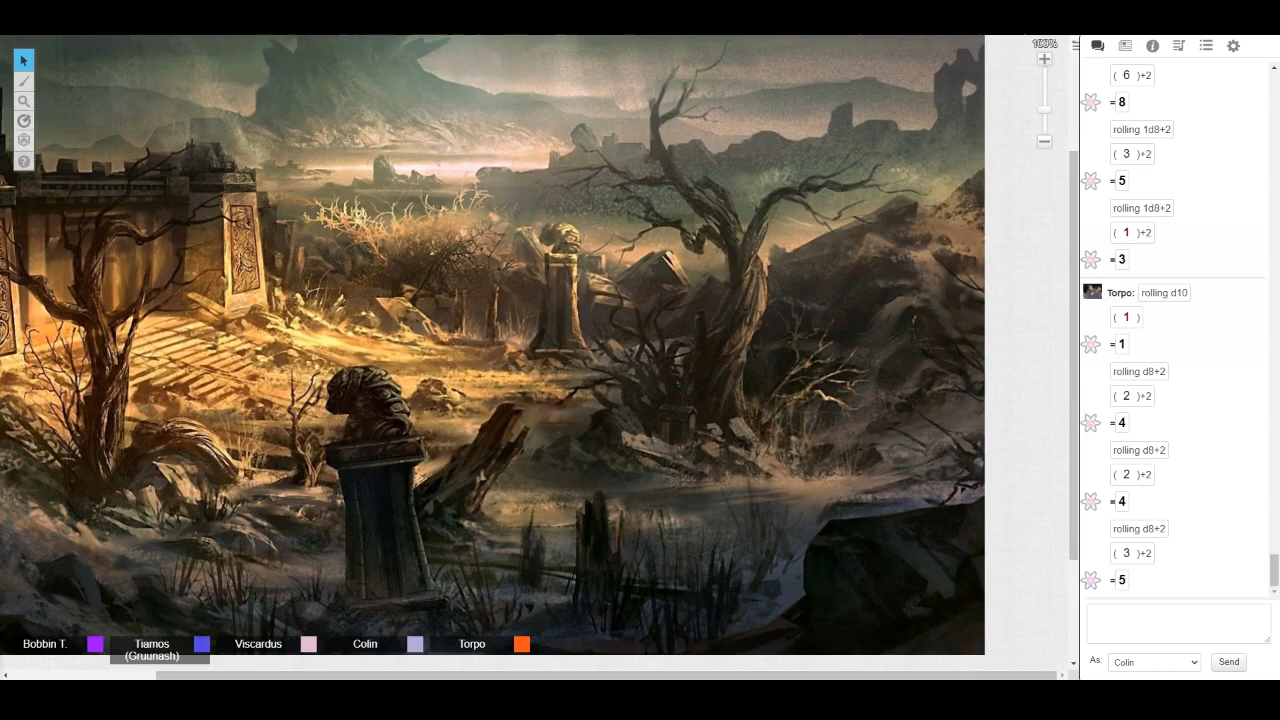 100%
( 6 )+2
= 8
rolling 1d8+2
( 3 )+2
= 5
rolling 1d8+2
( 1 )+2
= 3
Torpo: rolling d10
( 1 )
= 1
rolling d8+2
( 2 )+2
= 4
rolling d8+2
( 2 )+2
= 4
rolling d8+2
( 3 )+2
= 5
Bobbin T.
Tiamos
(Gruunash)
Viscardus
Colin
Torpo
As:
Colin
Send